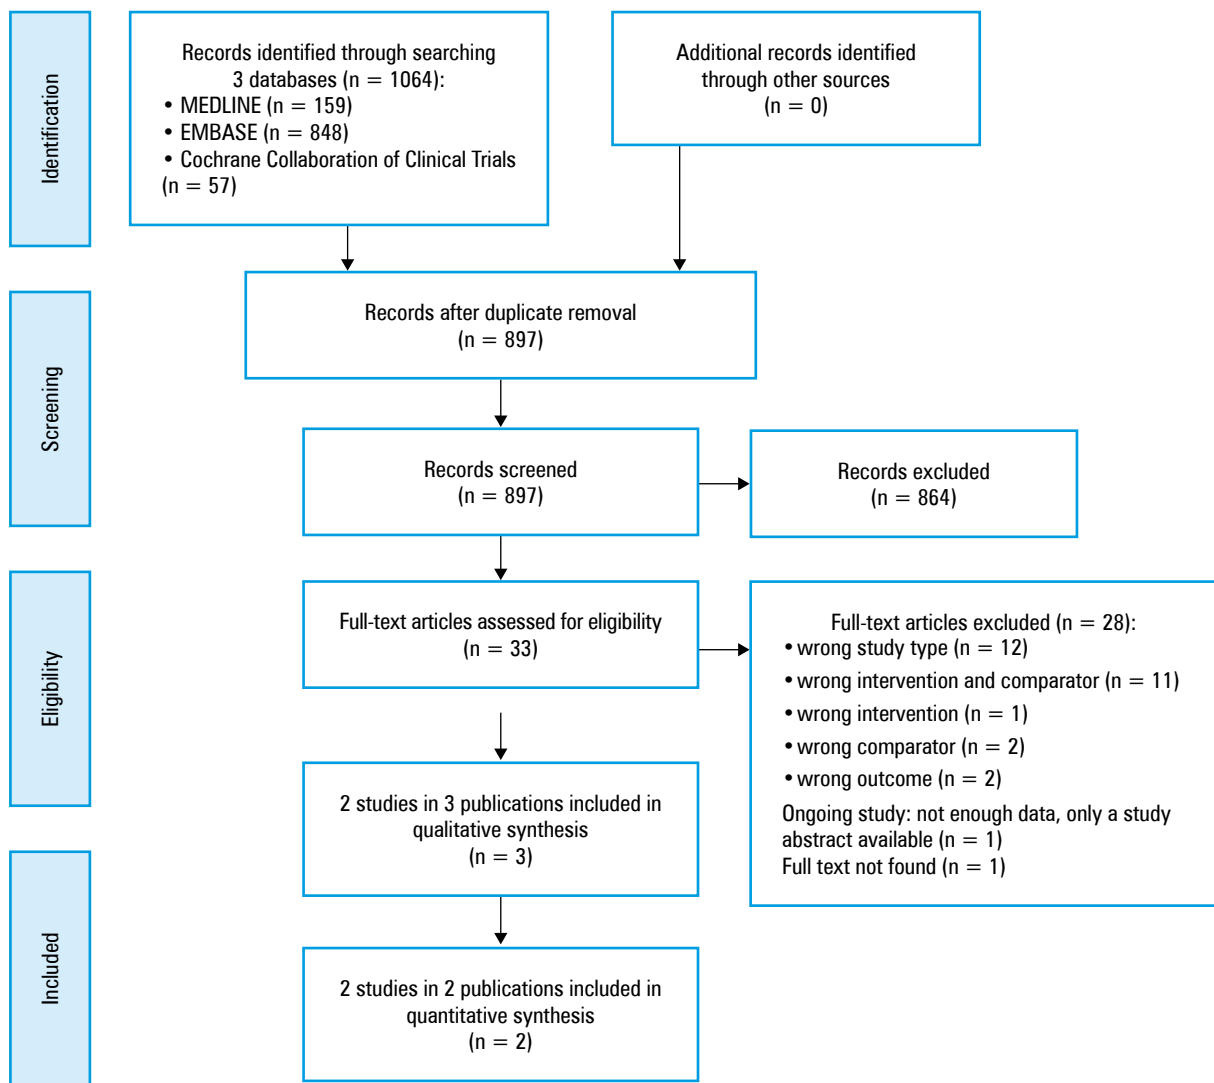 Identification
Records identified through searching
3 databases (n = 1064):
• MEDLINE (n = 159)
• EMBASE (n = 848)
• Cochrane Collaboration of Clinical Trials
(n = 57)
Additional records identified
through other sources
(n = 0)
Screening
Records after duplicate removal
(n = 897)
Records screened
(n = 897)
Records excluded
(n = 864)
Eligibility
Full-text articles assessed for eligibility
(n = 33)
Full-text articles excluded (n = 28):
• wrong study type (n = 12)
• wrong intervention and comparator (n = 11)
• wrong intervention (n = 1)
• wrong comparator (n = 2)
• wrong outcome (n = 2)
Ongoing study: not enough data, only a study
abstract available (n = 1)
Full text not found (n = 1)
2 studies in 3 publications included in
qualitative synthesis
(n = 3)
Included
2 studies in 2 publications included in
quantitative synthesis
(n = 2)